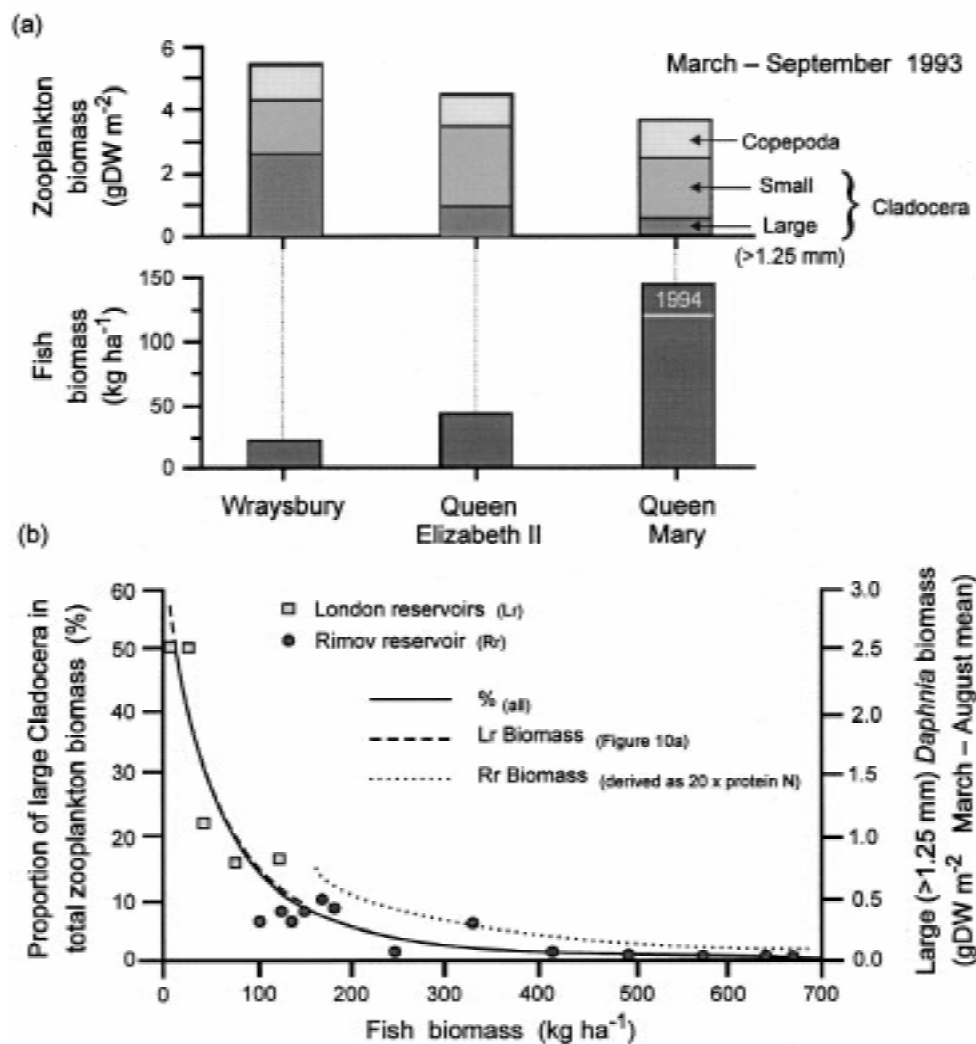 (a)
March – September 1993
Zooplankton
biomass
(gDW m⁻²)
6
4
2
0
Copepoda
Small
Cladocera
Large
(>1.25 mm)
Fish
biomass
(kg ha⁻¹)
150
100
50
0
1994
Wraysbury
Queen
Elizabeth II
Queen
Mary
(b)
Proportion of large Cladocera in
total zooplankton biomass (%)
60
50
40
30
20
10
0
London reservoirs (Lr)
Rimov reservoir (Rr)
% (all)
Lr Biomass (Figure 10a)
Rr Biomass (derived as 20 x protein N)
3.0
2.5
2.0
1.5
1.0
0.5
0.0
Large (>1.25 mm) Daphnia biomass
(gDW m⁻² March – August mean)
0
100
200
300
400
500
600
700
Fish biomass (kg ha⁻¹)